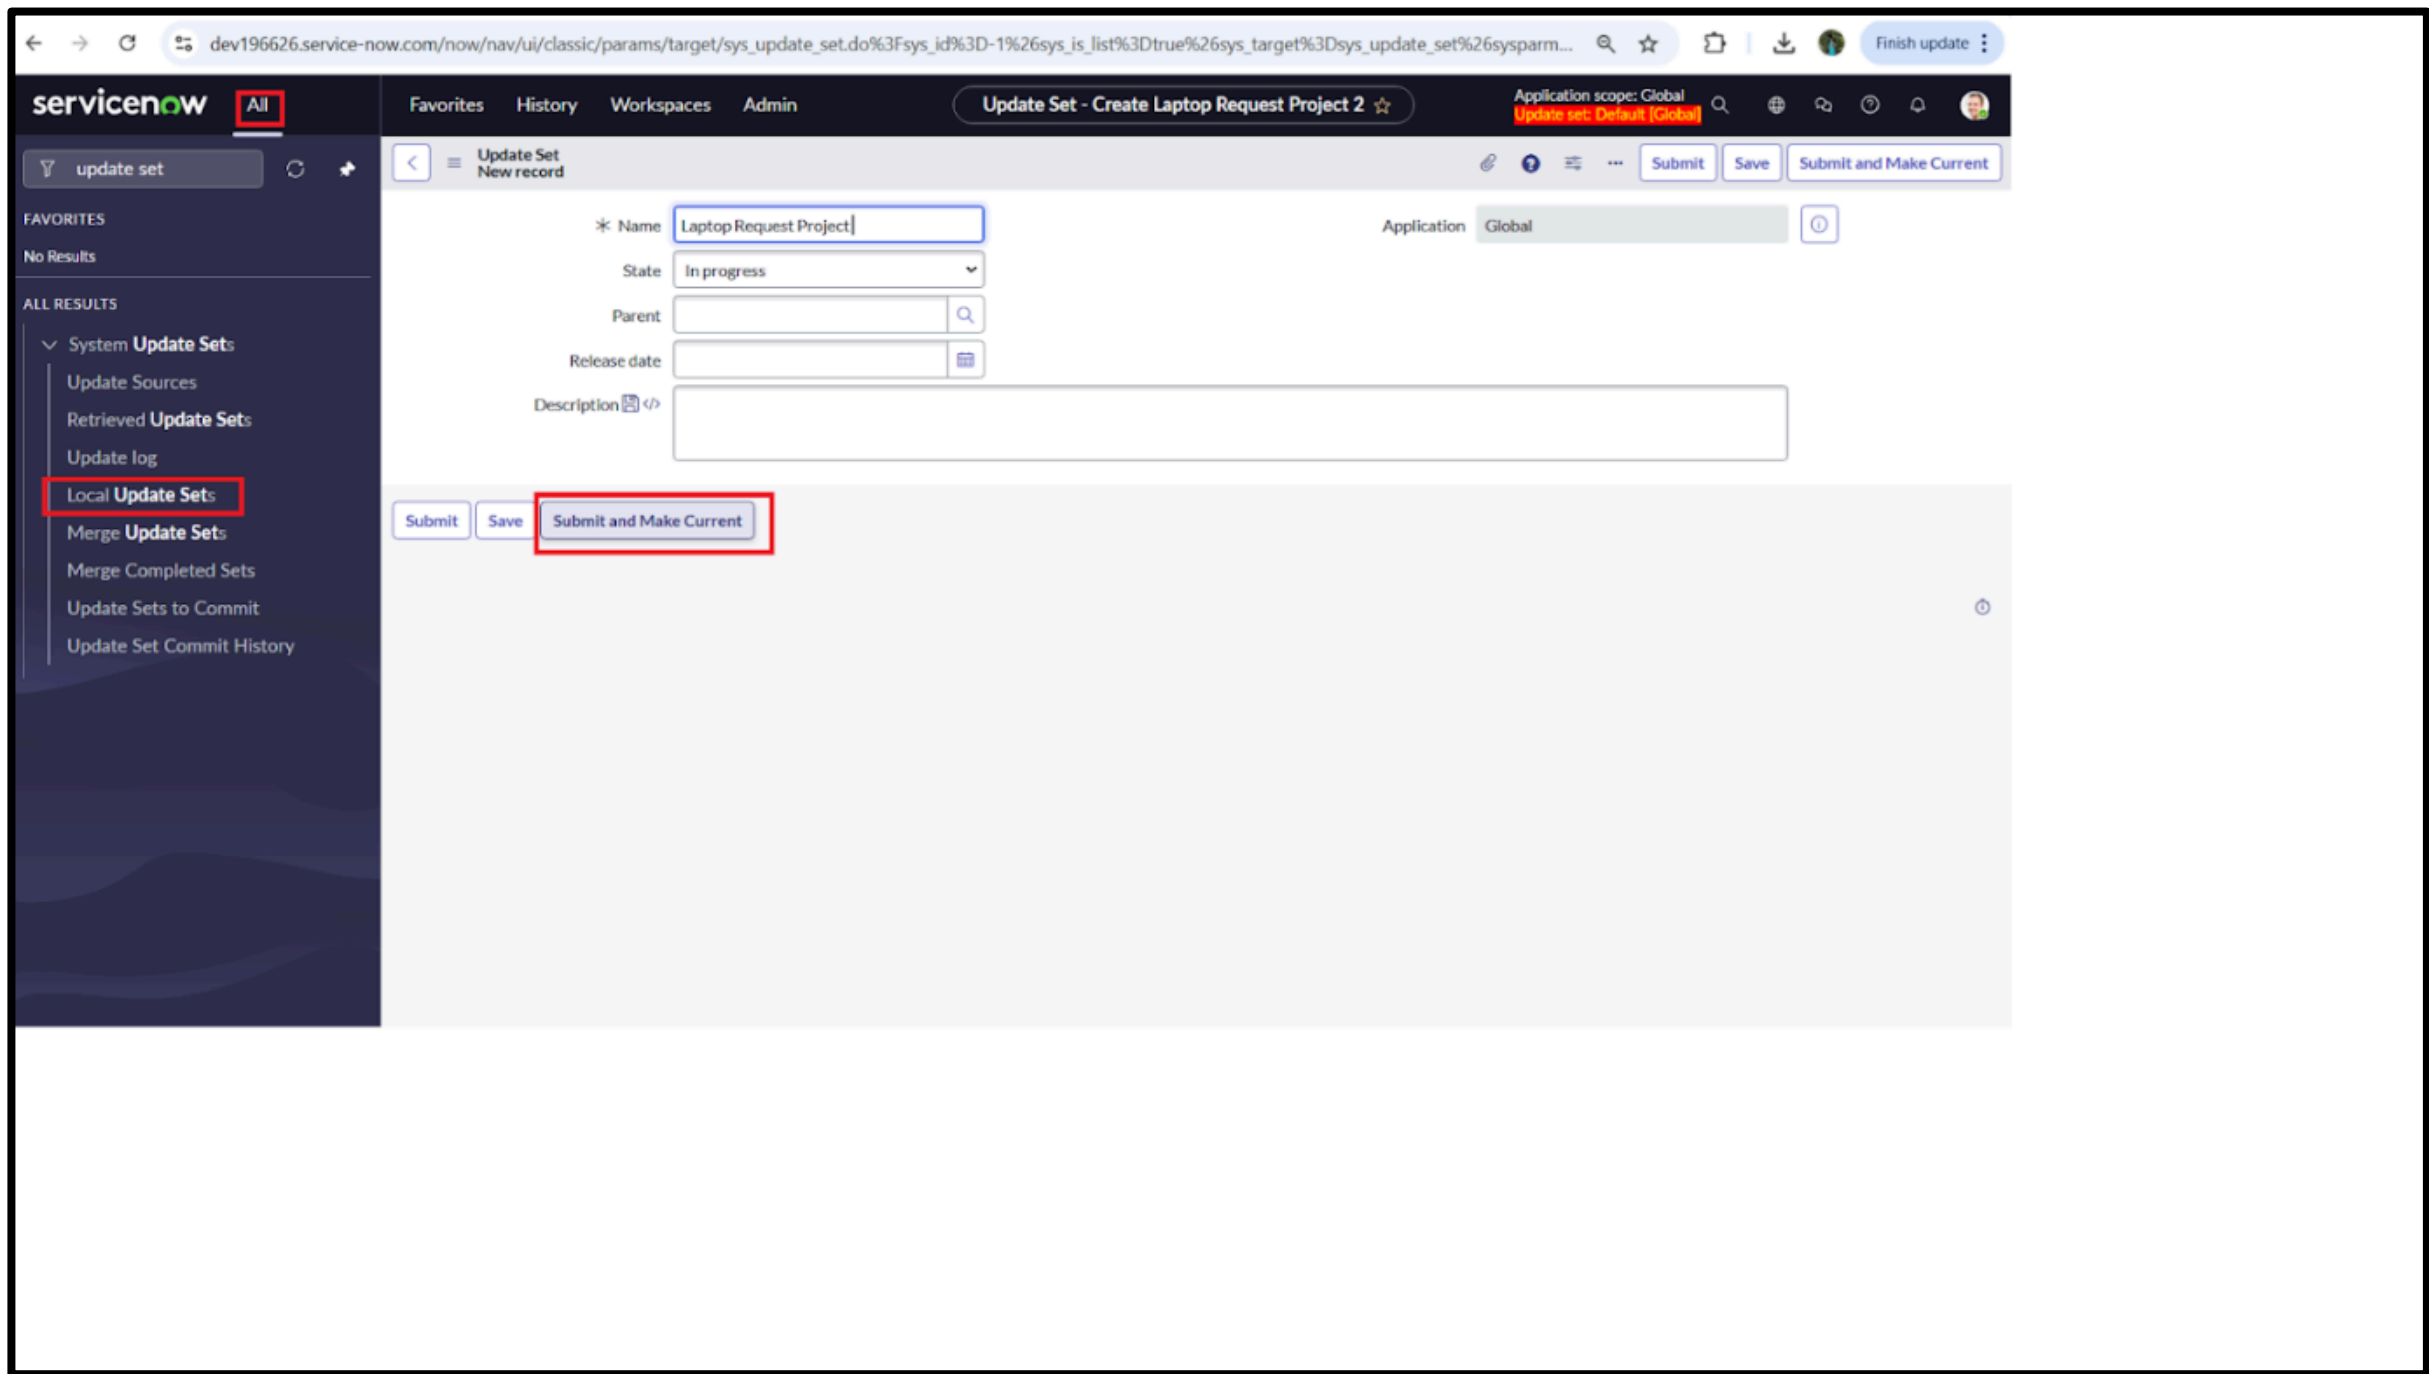 dev196626.service-now.com/now/nav/ui/classic/params/target/sys_update_set.do%3Fsys_id%3D-1%26sys_is_list%3Dtrue%26sys_target%3Dsys_update_set%26sysparm...
Finish update
servicenow
All
Favorites
History
Workspaces
Admin
Update Set - Create Laptop Request Project 2
Application scope: Global
Update set: Default [Global]
update set
Update Set
New record
Submit
Save
Submit and Make Current
FAVORITES
No Results
ALL RESULTS
System Update Sets
Update Sources
Retrieved Update Sets
Update log
Local Update Sets
Merge Update Sets
Merge Completed Sets
Update Sets to Commit
Update Set Commit History
Name
Laptop Request Project
Application
Global
State
In progress
Parent
Release date
Description
Submit
Save
Submit and Make Current